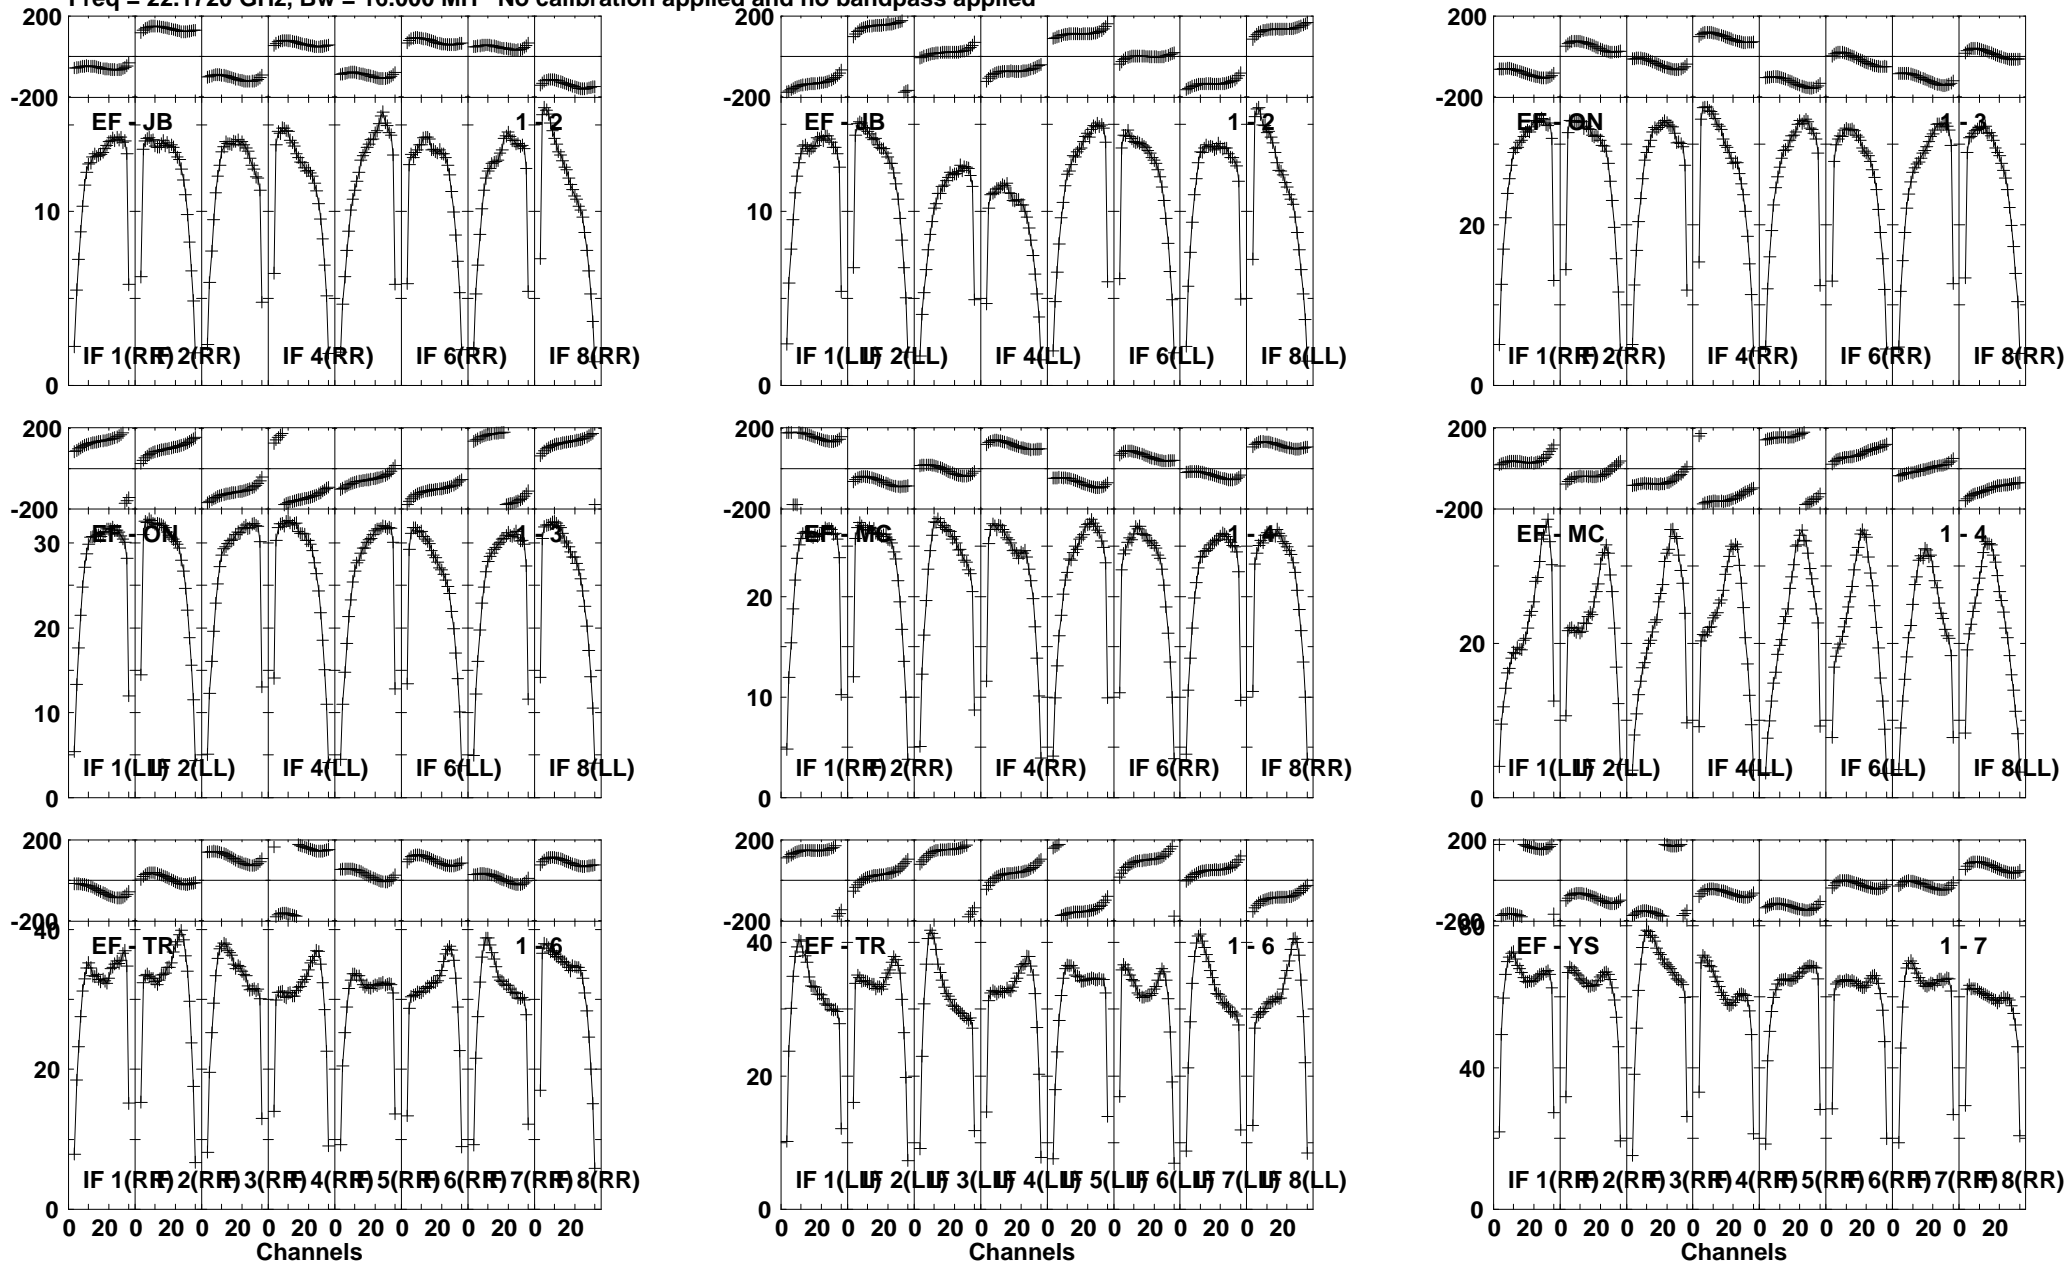 Freq = 22.1720 GHz, Bw = 16.000 MH No calibration applied and no bandpass applied
200
-200
EF - JB 1 - 2
10
0
IF 1(RR) IF 2(RR) IF 4(RR) IF 6(RR) IF 8(RR)
200
-200
EF - JB 1 - 2
10
0
IF 1(LL) IF 2(LL) IF 4(LL) IF 6(LL) IF 8(LL)
200
-200
EF - ON 1 - 3
20
0
IF 1(RR) IF 2(RR) IF 4(RR) IF 6(RR) IF 8(RR)
200
-200
EF - ON 1 - 3
30
20
10
0
IF 1(LL) IF 2(LL) IF 4(LL) IF 6(LL) IF 8(LL)
200
-200
EF - MC 1 - 4
20
10
0
IF 1(RR) IF 2(RR) IF 4(RR) IF 6(RR) IF 8(RR)
200
-200
EF - MC 1 - 4
20
0
IF 1(LL) IF 2(LL) IF 4(LL) IF 6(LL) IF 8(LL)
200
-200
40
EF - TR 1 - 6
20
0
IF 1(RR) IF 2(RR) IF 3(RR) IF 4(RR) IF 5(RR) IF 6(RR) IF 7(RR) IF 8(RR)
0 20 0 20 0 20 0 20 0 20 0 20 0 20 0 20
200
-200
40
EF - TR 1 - 6
20
0
IF 1(LL) IF 2(LL) IF 3(LL) IF 4(LL) IF 5(LL) IF 6(LL) IF 7(LL) IF 8(LL)
0 20 0 20 0 20 0 20 0 20 0 20 0 20 0 20
200
-200
80
EF - YS 1 - 7
40
0
IF 1(RR) IF 2(RR) IF 3(RR) IF 4(RR) IF 5(RR) IF 6(RR) IF 7(RR) IF 8(RR)
0 20 0 20 0 20 0 20 0 20 0 20 0 20 0 20
Channels
Channels
Channels